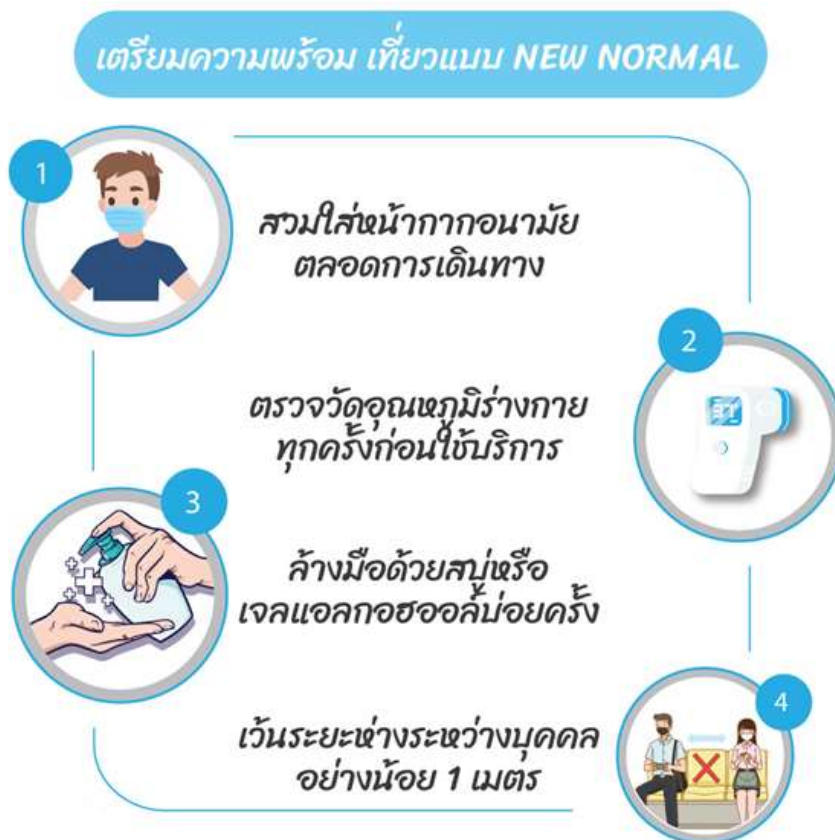 เตรียมความพร้อม เที่ยวแบบ NEW NORMAL
1
สวมใส่หน้ากากอนามัย
ตลอดการเดินทาง
2
ตรวจวัดอุณหภูมิร่างกาย
ทุกครั้งก่อนใช้บริการ
3
ล้างมือด้วยสบู่หรือ
เจลแอลกอฮออล์บ่อยครั้ง
4
เว้นระยะห่างระหว่างบุคคล
อย่างน้อย 1 เมตร